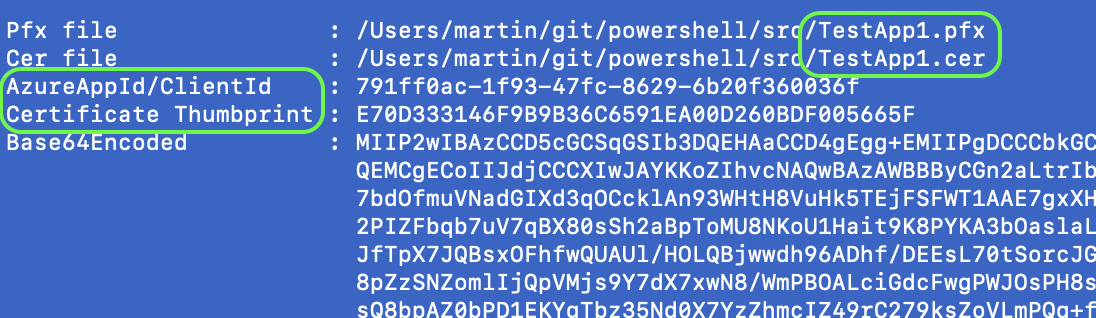 Pfx file : /Users/martin/git/powershell/src/TestApp1.pfx
Cer file : /Users/martin/git/powershell/src/TestApp1.cer
AzureAppId/ClientId : 791ff0ac-1f93-47fc-8629-6b20f360036f
Certificate Thumbprint : E70D333146F9B9B36C6591EA00D260BDF005665F
Base64Encoded : MIIP2wIBAzCCD5cGCSqGSIb3DQEHAaCCD4gEgg+EMIIPgDCCCbkGC
QEMCgECoIIJdjCCCXIwJAYKKoZIhvcNAQwBAzAWBBByCGn2aLtrIb
7bdOfmuVNadGIXd3qOCcklAn93WHtH8VuHk5TEjFSFWT1AAE7gxXH
2PIZFbqb7uV7qBX80sSh2aBpToMU8NKoU1Hait9K8PYKA3bOaslaL
JfTpX7JQBsxOFhfwQUAUl/HOLQBjwwdh96ADhf/DEEsL70tSorcJG
8pZzSNZomlIjQpVMjs9Y7dX7xwN8/WmPBOALciGdcFwgPWJOsPH8s
sQ8bpAZ0bPD1EKYgTbz35Nd0X7YzZhmcIZ49rC279ksZoVLmPQg+f